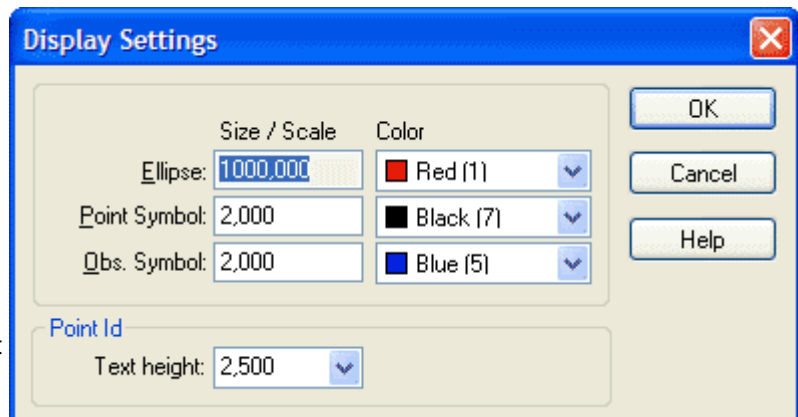 Display Settings
Size / Scale Color
Ellipse: 1000,000 Red (1)
Point Symbol: 2,000 Black (7)
Obs. Symbol: 2,000 Blue (5)
Point Id
Text height: 2,500
OK
Cancel
Help